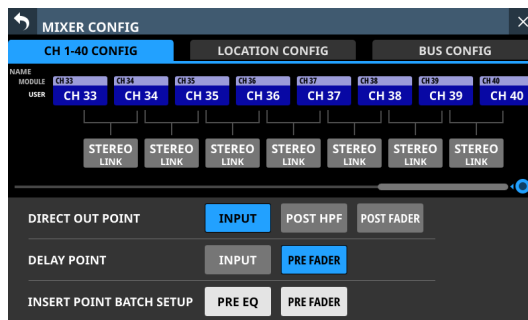 MIXER CONFIG
CH 1-40 CONFIG LOCATION CONFIG BUS CONFIG
NAME
MODULE CH 33 CH 34 CH 35 CH 36 CH 37 CH 38 CH 39 CH 40
USER CH 33 CH 34 CH 35 CH 36 CH 37 CH 38 CH 39 CH 40
STEREO STEREO STEREO STEREO STEREO STEREO STEREO
LINK LINK LINK LINK LINK LINK LINK
DIRECT OUT POINT INPUT POST HPF POST FADER
DELAY POINT INPUT PRE FADER
INSERT POINT BATCH SETUP PRE EQ PRE FADER